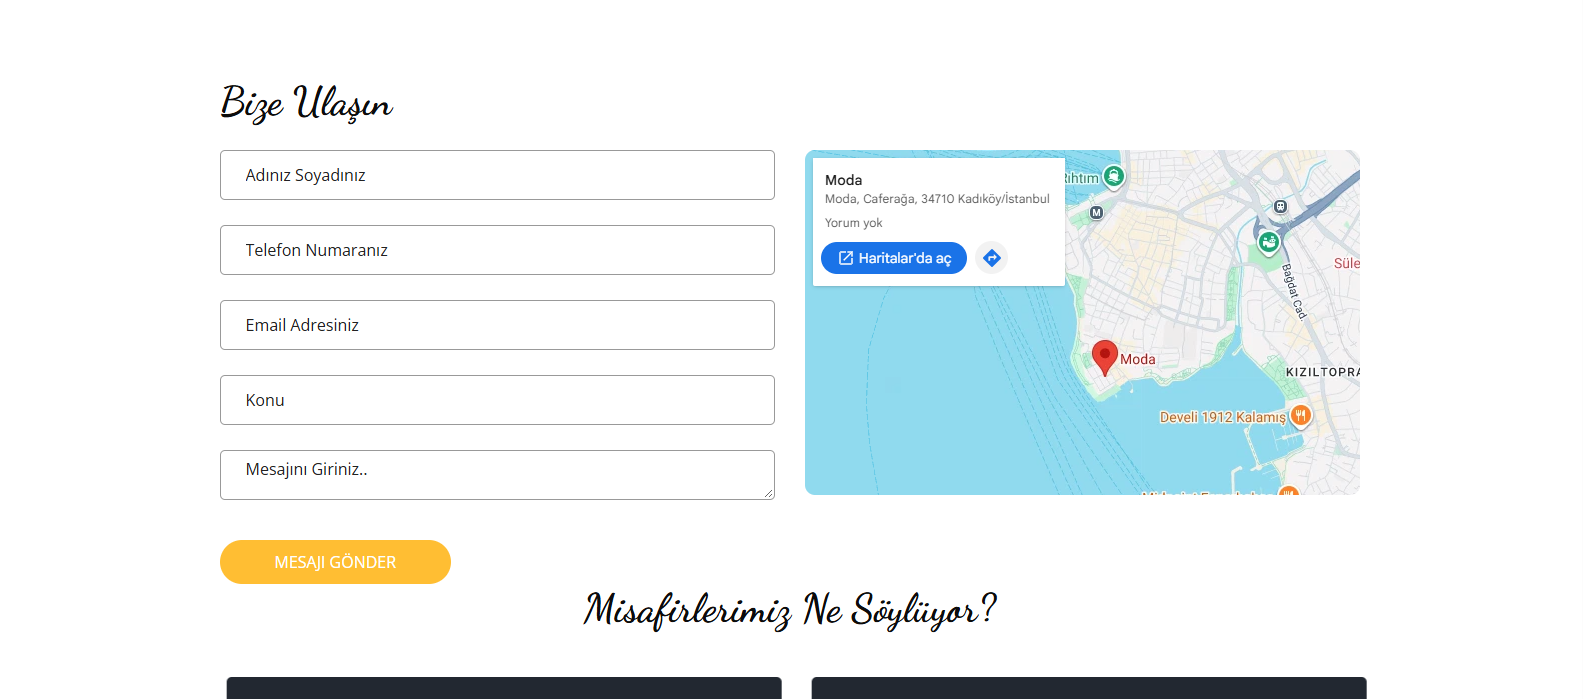 Bize Ulaşın
Adınız Soyadınız
Telefon Numaranız
Email Adresiniz
Konu
Mesajını Giriniz..
MESAJI GÖNDER
Moda
Moda, Caferağa, 34710 Kadıköy/İstanbul
Yorum yok
Haritalar'da aç
Rıhtım
M
Süle
Bağdat Cad.
Moda
KIZILTOPRA
Develi 1912 Kalamış
Misafirlerimiz Ne Söylüyor?